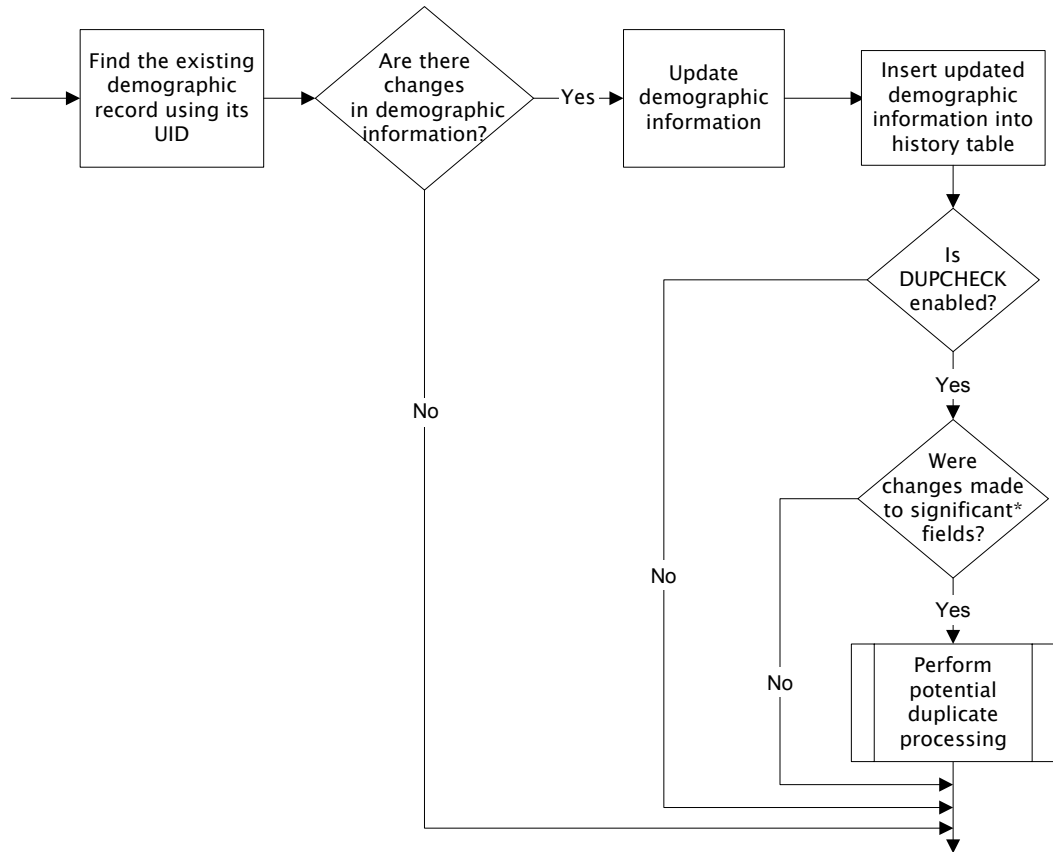 Find the existing
demographic
record using its
UID
Are there
changes
in demographic
information?
Yes
Update
demographic
information
Insert updated
demographic
information into
history table
Is
DUPCHECK
enabled?
Yes
No
Were
changes made
to significant*
fields?
No
Yes
No
Perform
potential
duplicate
processing